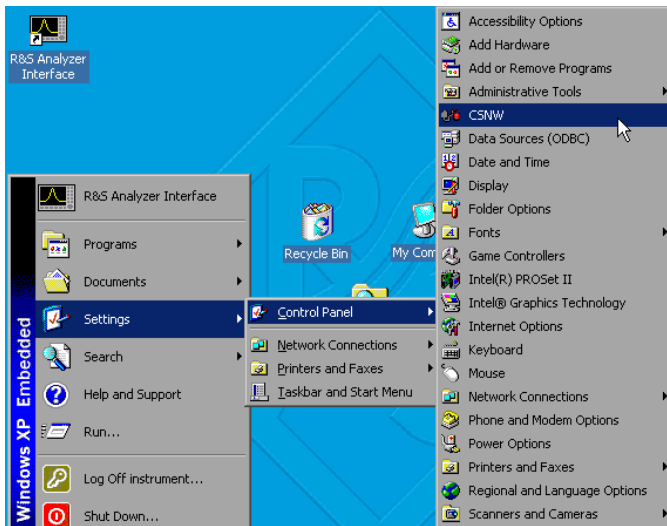 R&S Analyzer
Interface
Recycle Bin
My Com
R&S Analyzer Interface
Programs
Documents
Settings
Search
Help and Support
Run...
Log Off instrument...
Shut Down...
Windows XP Embedded
Control Panel
Network Connections
Printers and Faxes
Taskbar and Start Menu
Accessibility Options
Add Hardware
Add or Remove Programs
Administrative Tools
CSNW
Data Sources (ODBC)
Date and Time
Display
Folder Options
Fonts
Game Controllers
Intel(R) PROSet II
Intel® Graphics Technology
Internet Options
Keyboard
Mouse
Network Connections
Phone and Modem Options
Power Options
Printers and Faxes
Regional and Language Options
Scanners and Cameras